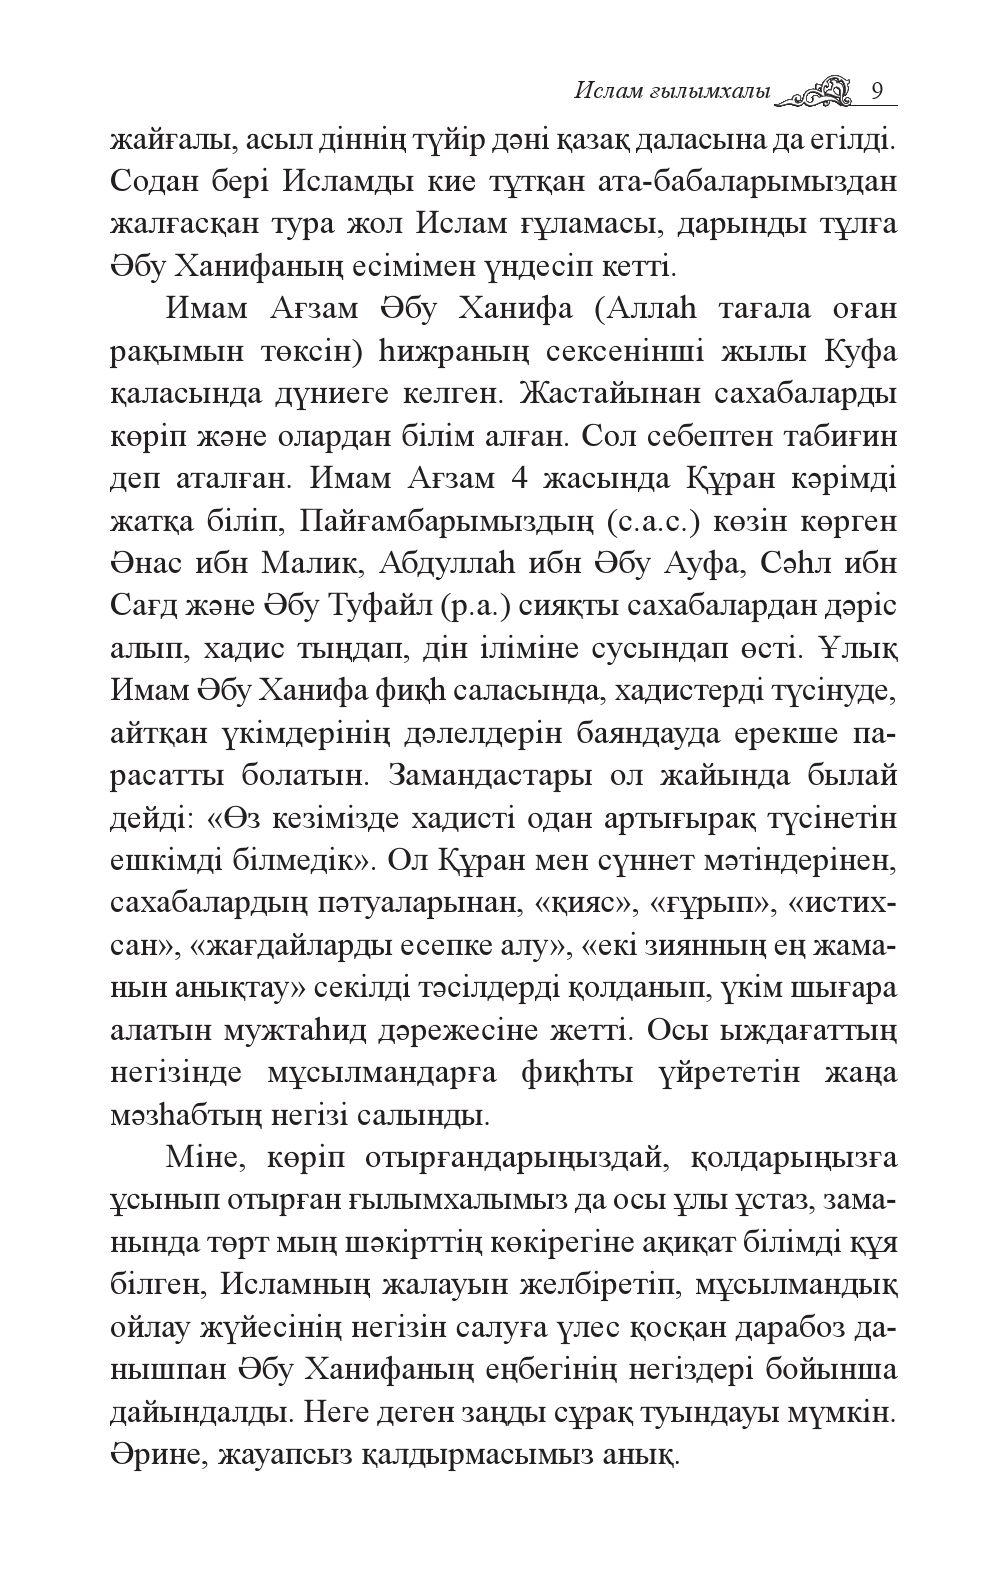 Ислам ғылымхалы 9
жайғалы, асыл діннің түйір дәні қазақ даласына да егілді.
Содан бері Исламды кие тұтқан ата-бабаларымыздан
жалғасқан тура жол Ислам ғұламасы, дарынды тұлға
Әбу Ханифаның есімімен үндесіп кетті.
Имам Ағзам Әбу Ханифа (Аллаһ тағала оған
рақымын төксін) һижраның сексенінші жылы Куфа
қаласында дүниеге келген. Жастайынан сахабаларды
көріп және олардан білім алған. Сол себептен табиғин
деп аталған. Имам Ағзам 4 жасында Құран кәрімді
жатқа біліп, Пайғамбарымыздың (с.а.с.) көзін көрген
Әнас ибн Малик, Абдуллаһ ибн Әбу Ауфа, Сәһл ибн
Сағд және Әбу Туфайл (р.а.) сияқты сахабалардан дәріс
алып, хадис тыңдап, дін іліміне сусындап өсті. Ұлық
Имам Әбу Ханифа фиқһ саласында, хадистерді түсінуде,
айтқан үкімдерінің дәлелдерін баяндауда ерекше па-
расатты болатын. Замандастары ол жайында былай
дейді: «Өз кезімізде хадисті одан артығырақ түсінетін
ешкімді білмедік». Ол Құран мен сүннет мәтіндерінен,
сахабалардың пәтуаларынан, «қияс», «ғұрып», «истих-
сан», «жағдайларды есепке алу», «екі зиянның ең жама-
нын анықтау» секілді тәсілдерді қолданып, үкім шығара
алатын мужтаһид дәрежесіне жетті. Осы ыждағаттың
негізінде мұсылмандарға фиқһты үйрететін жаңа
мәзһабтың негізі салынды.
Міне, көріп отырғандарыңыздай, қолдарыңызға
ұсынып отырған ғылымхалымыз да осы ұлы ұстаз, зама-
нында төрт мың шәкірттің көкірегіне ақиқат білімді құя
білген, Исламның жалауын желбіретіп, мұсылмандық
ойлау жүйесінің негізін салуға үлес қосқан дарабоз да-
нышпан Әбу Ханифаның еңбегінің негіздері бойынша
дайындалды. Неге деген заңды сұрақ туындауы мүмкін.
Әрине, жауапсыз қалдырмасымыз анық.